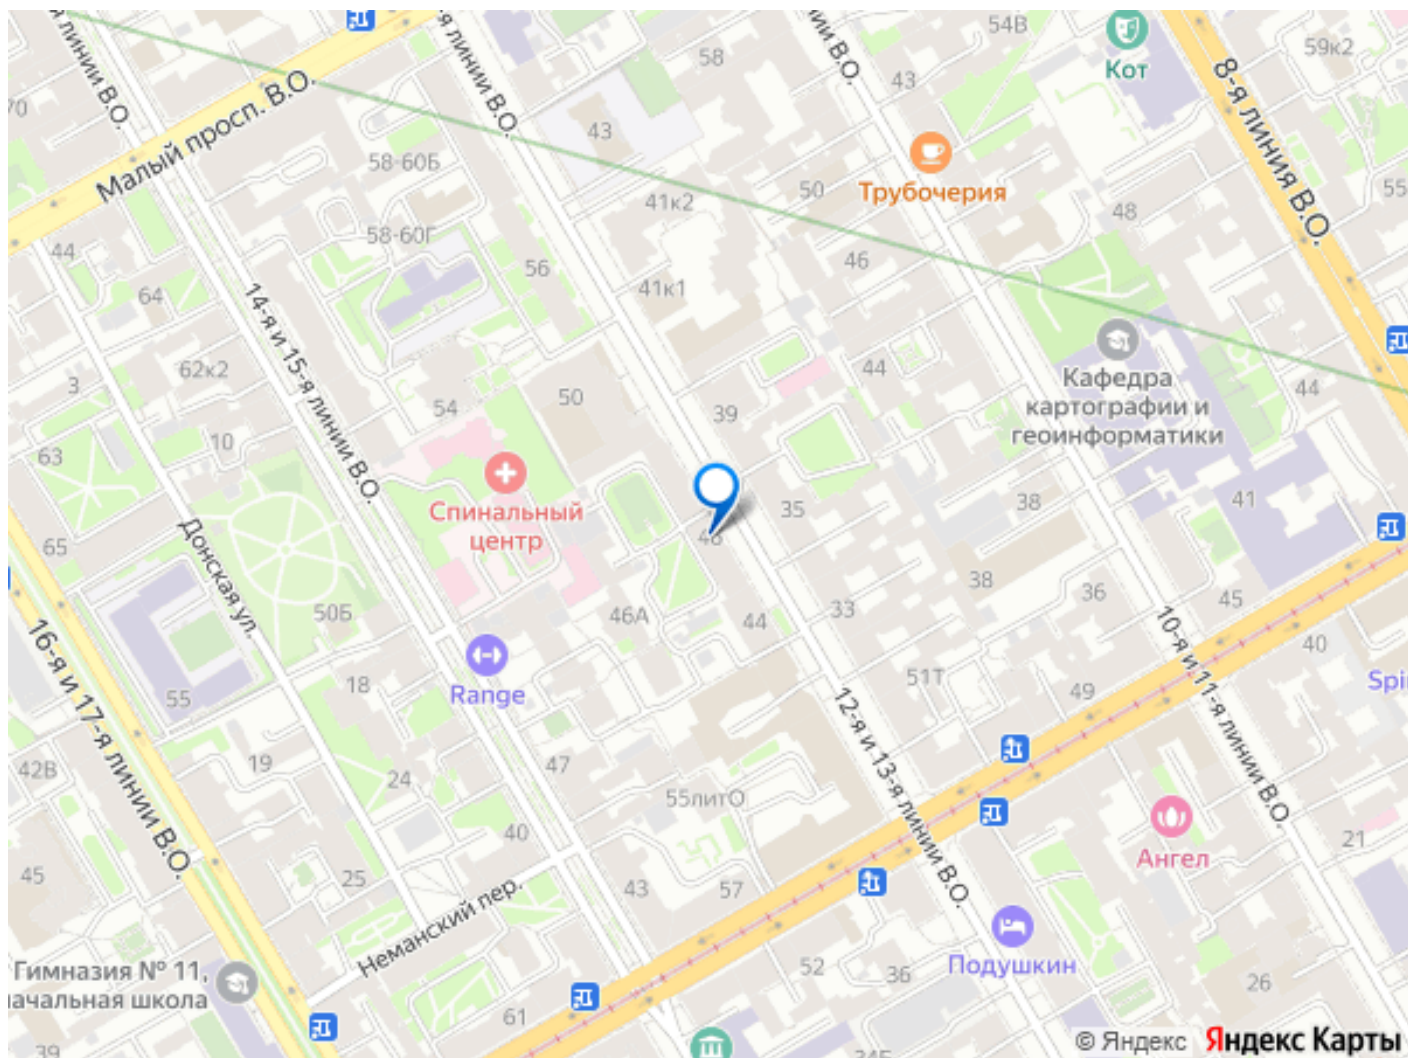 54В
59к2
58
Кот
43
70
-я линии В.О.
-я линии В.О.
нии В.О.
8-я линия В.О.
Малый просп. В.О.
43
58-60Б
Трубочерия
50
55
41к2
48
58-60Г
44
56
46
64
41к1
14-я и 15-я линии В.О.
62к2
Кафедра
картографии и
геоинформатики
3
44
44
54
50
39
10
63
41
Спинальный
центр
35
38
65
Донская ул.
38
36
45
50Б
46А
44
33
10-я и 11-я линии В.О.
16-я и 17-я линии В.О.
40
55
18
Range
51Т
49
Spi
12-я и 13-я линии В.О.
42В
19
24
47
55литО
40
Ангел
21
45
25
43
57
Неманский пер.
Гимназия № 11,
ачальная школа
Подушкин
52
36
26
61
39
34Б
© Яндекс Яндекс Карты